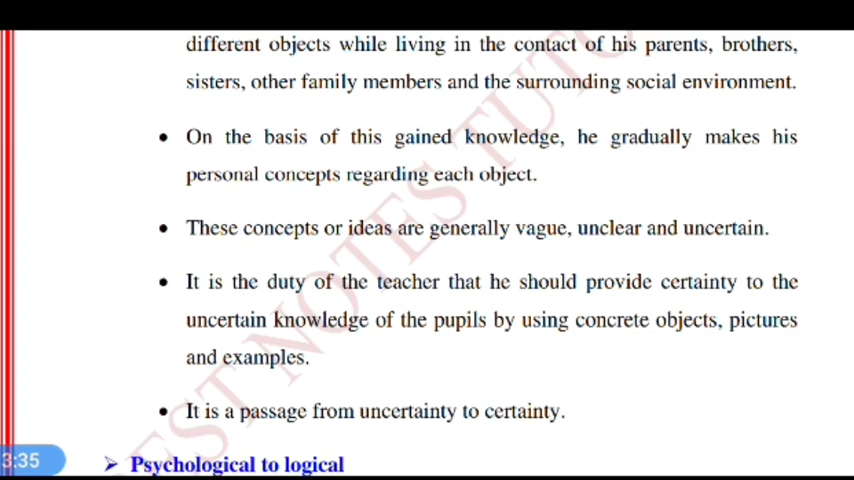 different objects while living in the contact of his parents, brothers,
sisters, other family members and the surrounding social environment.
• On the basis of this gained knowledge, he gradually makes his
personal concepts regarding each object.
• These concepts or ideas are generally vague, unclear and uncertain.
• It is the duty of the teacher that he should provide certainty to the
uncertain knowledge of the pupils by using concrete objects, pictures
and examples.
• It is a passage from uncertainty to certainty.
3:35
➢ Psychological to logical
EST NOTES TUTO